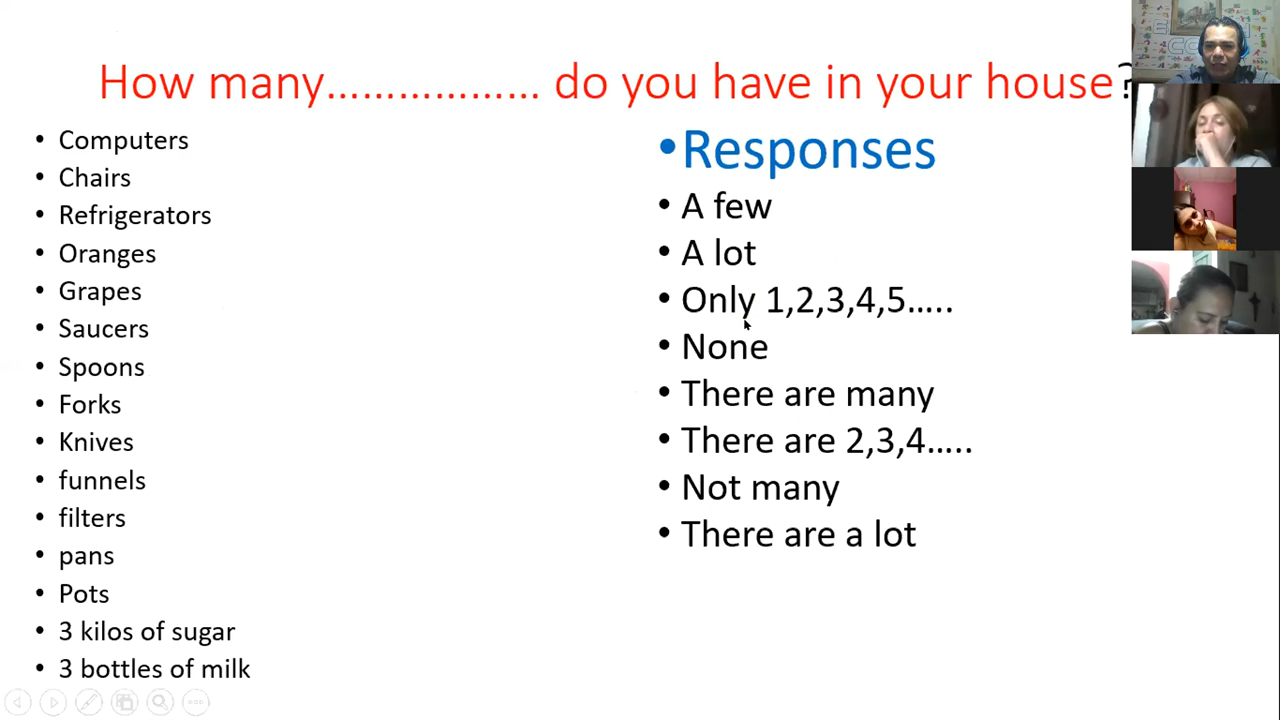 How many……………… do you have in your house?
• Computers
• Chairs
• Refrigerators
• Oranges
• Grapes
• Saucers
• Spoons
• Forks
• Knives
• funnels
• filters
• pans
• Pots
• 3 kilos of sugar
• 3 bottles of milk
• Responses
• A few
• A lot
• Only 1,2,3,4,5…..
• None
• There are many
• There are 2,3,4…..
• Not many
• There are a lot